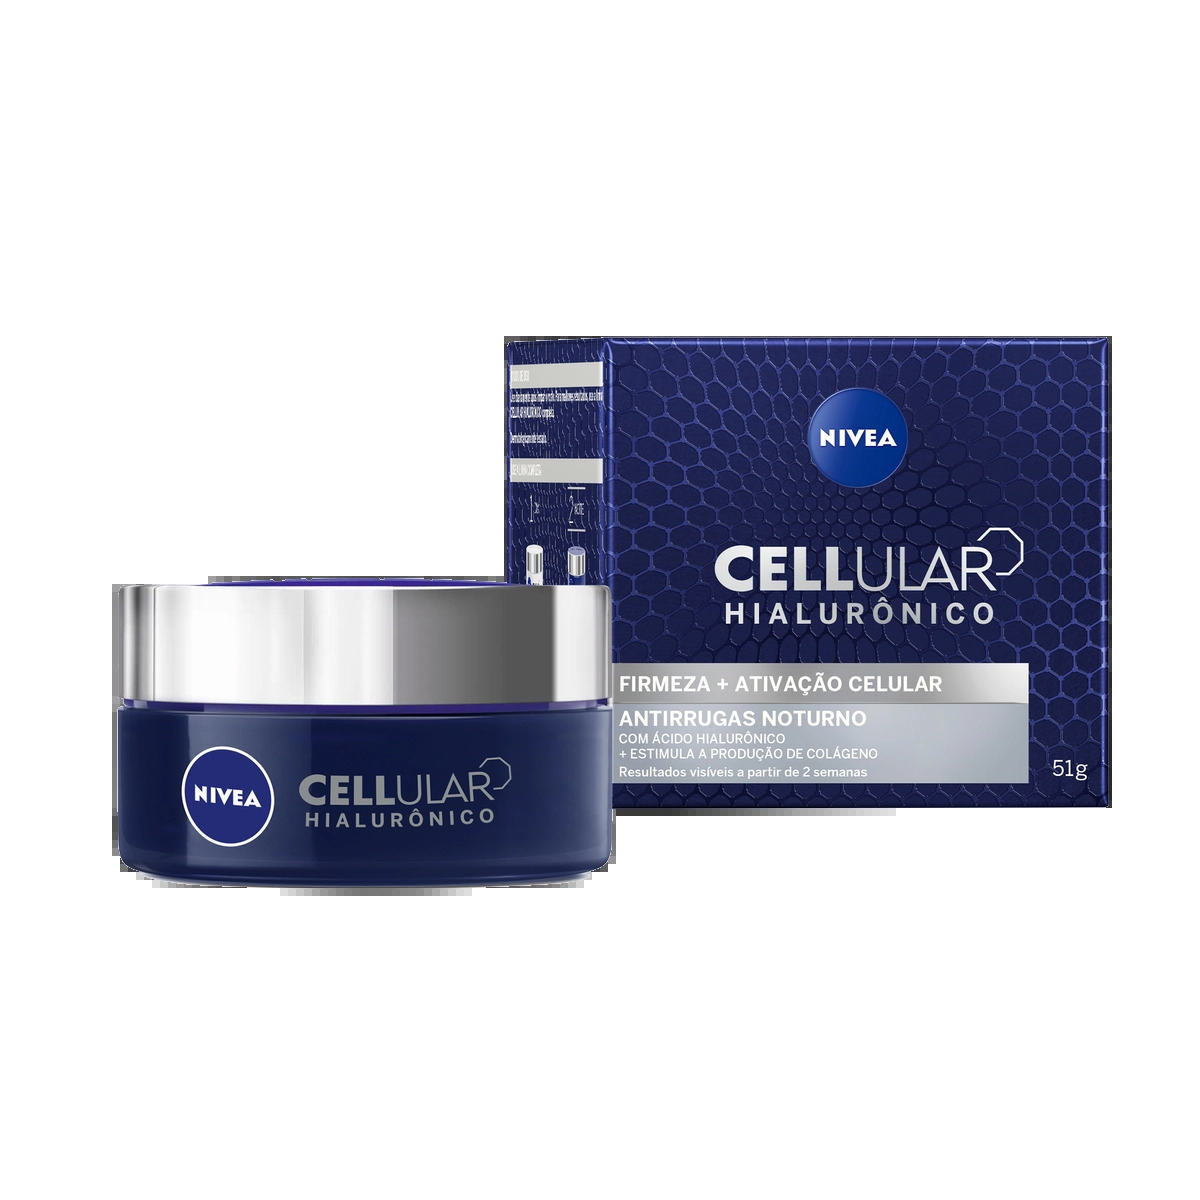 NIVEA
CELLULAR
HIALURÔNICO
FIRMEZA + ATIVAÇÃO CELULAR
ANTIRRUGAS NOTURNO
COM ÁCIDO HIALURÔNICO
+ ESTIMULA A PRODUÇÃO DE COLÁGENO
Resultados visíveis a partir de 2 semanas
51g
NIVEA
CELLULAR
HIALURÔNICO